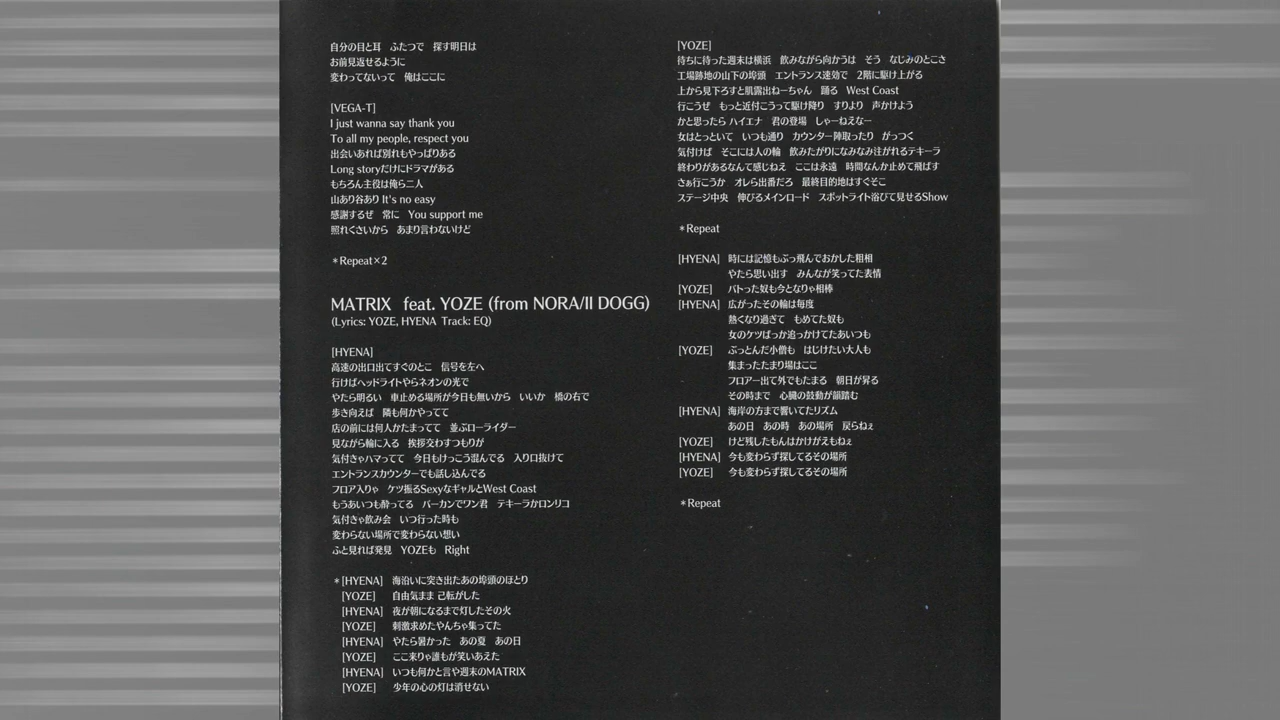 自分の目と耳　ふたつで　探す明日は
お前見返せるように
変わってないって　俺はここに
[VEGA-T]
I just wanna say thank you
To all my people, respect you
出会いあれば別れもやっぱりある
Long storyだけにドラマがある
もちろん主役は俺ら二人
山あり谷あり It's no easy
感謝するぜ　常に　You support me
照れくさいから　あまり言わないけど
＊Repeat×2
MATRIX feat. YOZE (from NORA/II DOGG)
(Lyrics: YOZE, HYENA Track: EQ)
[HYENA]
高速の出口出てすぐのとこ　信号を左へ
行けばヘッドライトやらネオンの光で
やたら明るい　車止める場所が今日も無いから　いいか　橋の右で
歩き向えば　隣も何かやってて
店の前には何人かたまってて　並ぶローライダー
見ながら輪に入る　挨拶交わすつもりが
気付きゃハマってて　今日もけっこう混んでる　入り口抜けて
エントランスカウンターでも話し込んでる
フロア入りゃ　ケツ振るSexyなギャルとWest Coast
もうあいつも酔ってる　バーカンでワン君　テキーラかロンリコ
気付きゃ飲み会　いつ行った時も
変わらない場所で変わらない想い
ふと見れば発見　YOZEも　Right
＊[HYENA]　海沿いに突き出たあの埠頭のほとり
[YOZE]　自由気まま 己転がした
[HYENA]　夜が朝になるまで灯したその火
[YOZE]　刺激求めたやんちゃ集ってた
[HYENA]　やたら暑かった　あの夏　あの日
[YOZE]　ここ来りゃ誰もが笑いあえた
[HYENA]　いつも何かと言や週末のMATRIX
[YOZE]　少年の心の灯は消せない
[YOZE]
待ちに待った週末は横浜　飲みながら向かうは　そう　なじみのとこさ
工場跡地の山下の埠頭　エントランス速効で　2階に駆け上がる
上から見下ろすと肌露出ねーちゃん　踊る　West Coast
行こうぜ　もっと近付こうって駆け降り　すりより　声かけよう
かと思ったら ハイエナ　君の登場　しゃーねえなー
女はとっといて　いつも通り　カウンター陣取ったり　がっつく
気付けば　そこには人の輪　飲みたがりになみなみ注がれるテキーラ
終わりがあるなんて感じねえ　ここは永遠　時間なんか止めて飛ばす
さぁ行こうか　オレら出番だろ　最終目的地はすぐそこ
ステージ中央　伸びるメインロード　スポットライト浴びて見せるShow
＊Repeat
[HYENA]　時には記憶もぶっ飛んでおかした粗相
やたら思い出す　みんなが笑ってた表情
[YOZE]　バトった奴も今となりゃ相棒
[HYENA]　広がったその輪は毎度
熱くなり過ぎて　もめてた奴も
女のケツばっか追っかけてたあいつも
[YOZE]　ぶっとんだ小僧も　はじけたい大人も
集まったたまり場はここ
フロアー出て外でもたまる　朝日が昇る
その時まで　心臓の鼓動が韻踏む
[HYENA]　海岸の方まで響いてたリズム
あの日　あの時　あの場所　戻らねぇ
[YOZE]　けど残したもんはかけがえもねぇ
[HYENA]　今も変わらず探してるその場所
[YOZE]　今も変わらず探してるその場所
＊Repeat